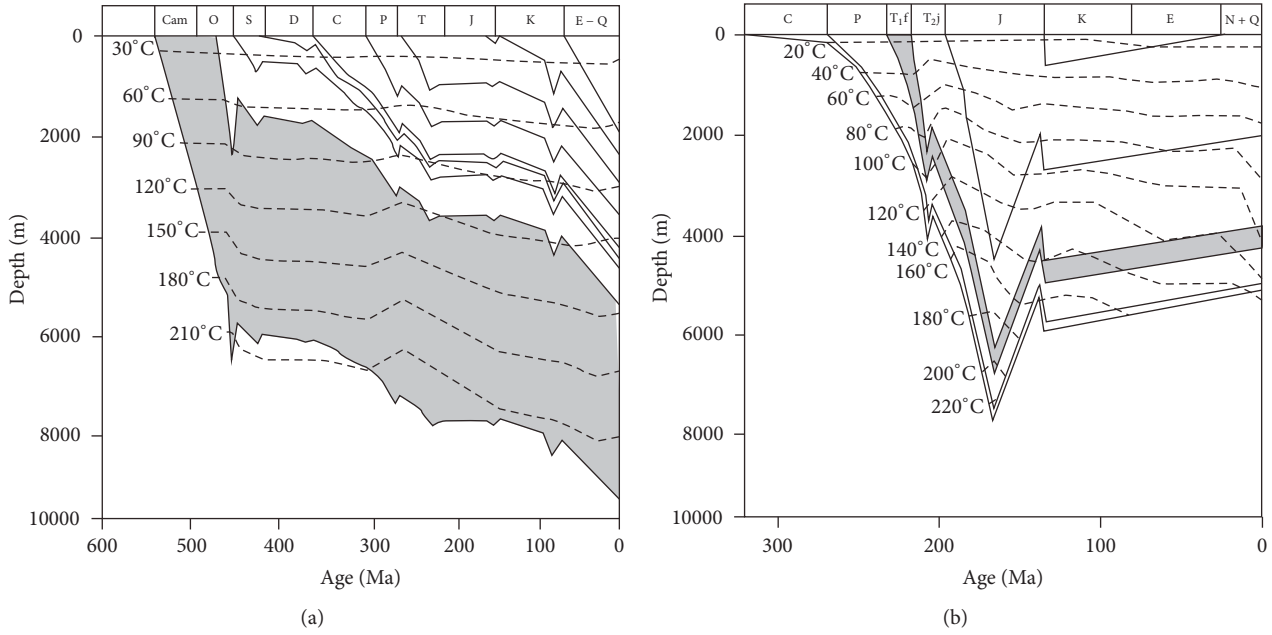 Cam O S D C P T J K E – Q
0
30°C
60°C
2000
90°C
120°C
4000
150°C
180°C
6000
210°C
8000
10000
600 500 400 300 200 100 0
Depth (m)
Age (Ma)
(a)
C P T₁f T₂j J K E N + Q
0
20°C
40°C
60°C
2000
80°C
100°C
120°C
4000
140°C
160°C
180°C
6000
200°C
220°C
8000
10000
300 200 100 0
Depth (m)
Age (Ma)
(b)